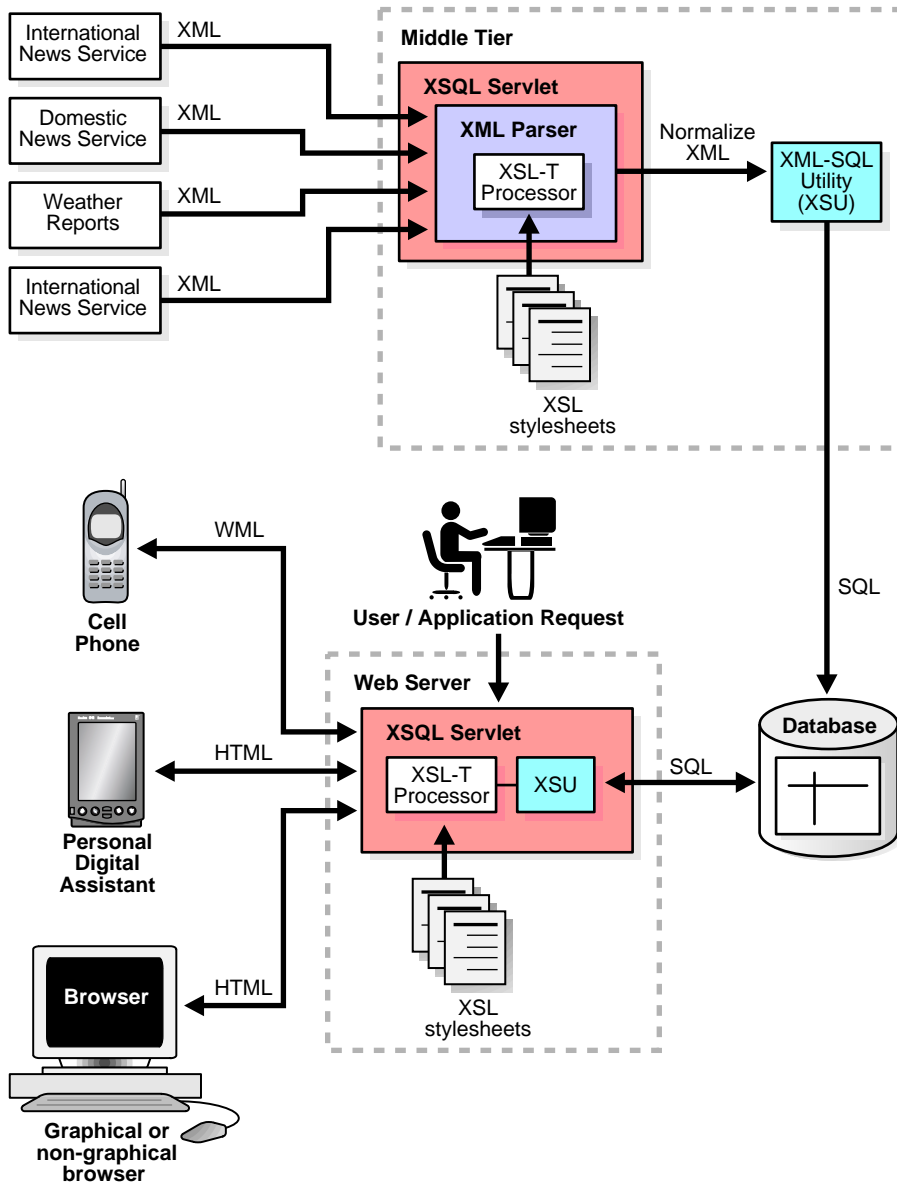 International
News Service
XML
Domestic
News Service
XML
Weather
Reports
XML
International
News Service
XML
Middle Tier
XSQL Servlet
XML Parser
XSL-T
Processor
XSL
stylesheets
Normalize
XML
XML-SQL
Utility
(XSU)
SQL
Cell
Phone
WML
User / Application Request
Web Server
XSQL Servlet
XSL-T
Processor
XSU
SQL
Database
HTML
Personal
Digital
Assistant
XSL
stylesheets
Browser
HTML
Graphical or
non-graphical
browser